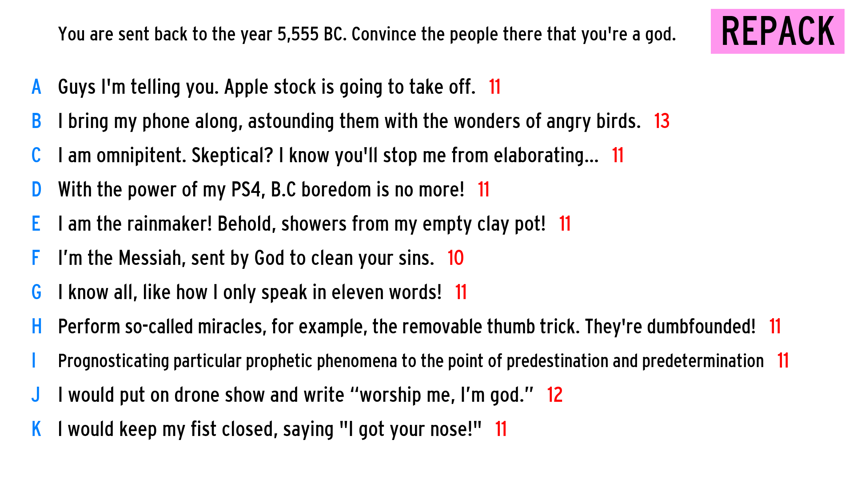 You are sent back to the year 5,555 BC. Convince the people there that you're a god.
REPACK
A Guys I'm telling you. Apple stock is going to take off. 11
B I bring my phone along, astounding them with the wonders of angry birds. 13
C I am omnipitent. Skeptical? I know you'll stop me from elaborating... 11
D With the power of my PS4, B.C boredom is no more! 11
E I am the rainmaker! Behold, showers from my empty clay pot! 11
F I’m the Messiah, sent by God to clean your sins. 10
G I know all, like how I only speak in eleven words! 11
H Perform so-called miracles, for example, the removable thumb trick. They're dumbfounded! 11
I Prognosticating particular prophetic phenomena to the point of predestination and predetermination 11
J I would put on drone show and write “worship me, I’m god.” 12
K I would keep my fist closed, saying "I got your nose!" 11